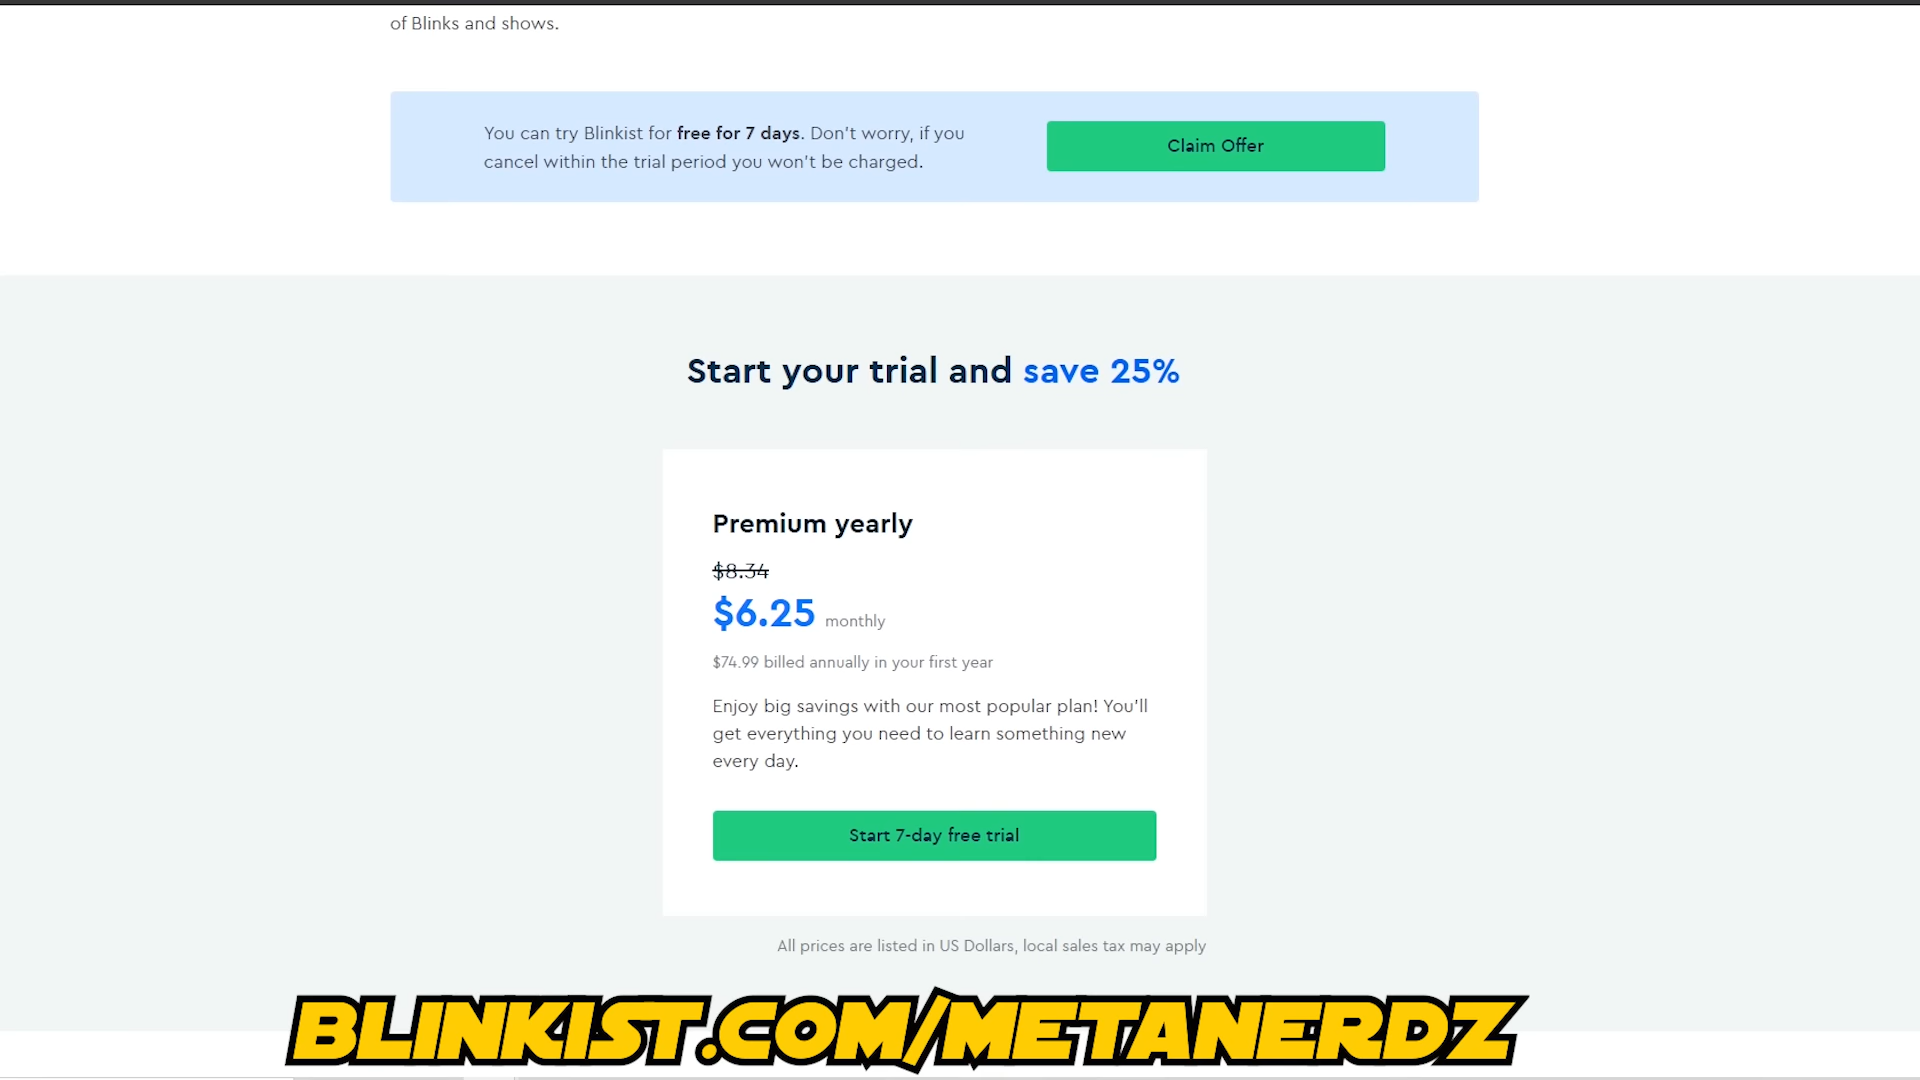 of Blinks and shows.
You can try Blinkist for free for 7 days. Don't worry, if you
cancel within the trial period you won't be charged.
Claim Offer
Start your trial and save 25%
Premium yearly
$8.34
$6.25 monthly
$74.99 billed annually in your first year
Enjoy big savings with our most popular plan! You'll
get everything you need to learn something new
every day.
Start 7-day free trial
All prices are listed in US Dollars, local sales tax may apply
BLINKIST.COM/METANERDZ